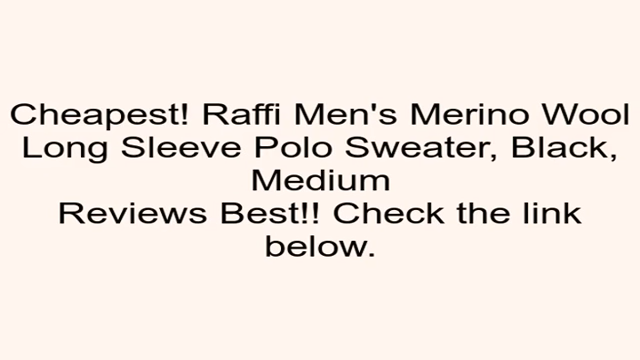 Cheapest! Raffi Men's Merino Wool
Long Sleeve Polo Sweater, Black,
Medium
Reviews Best!! Check the link
below.